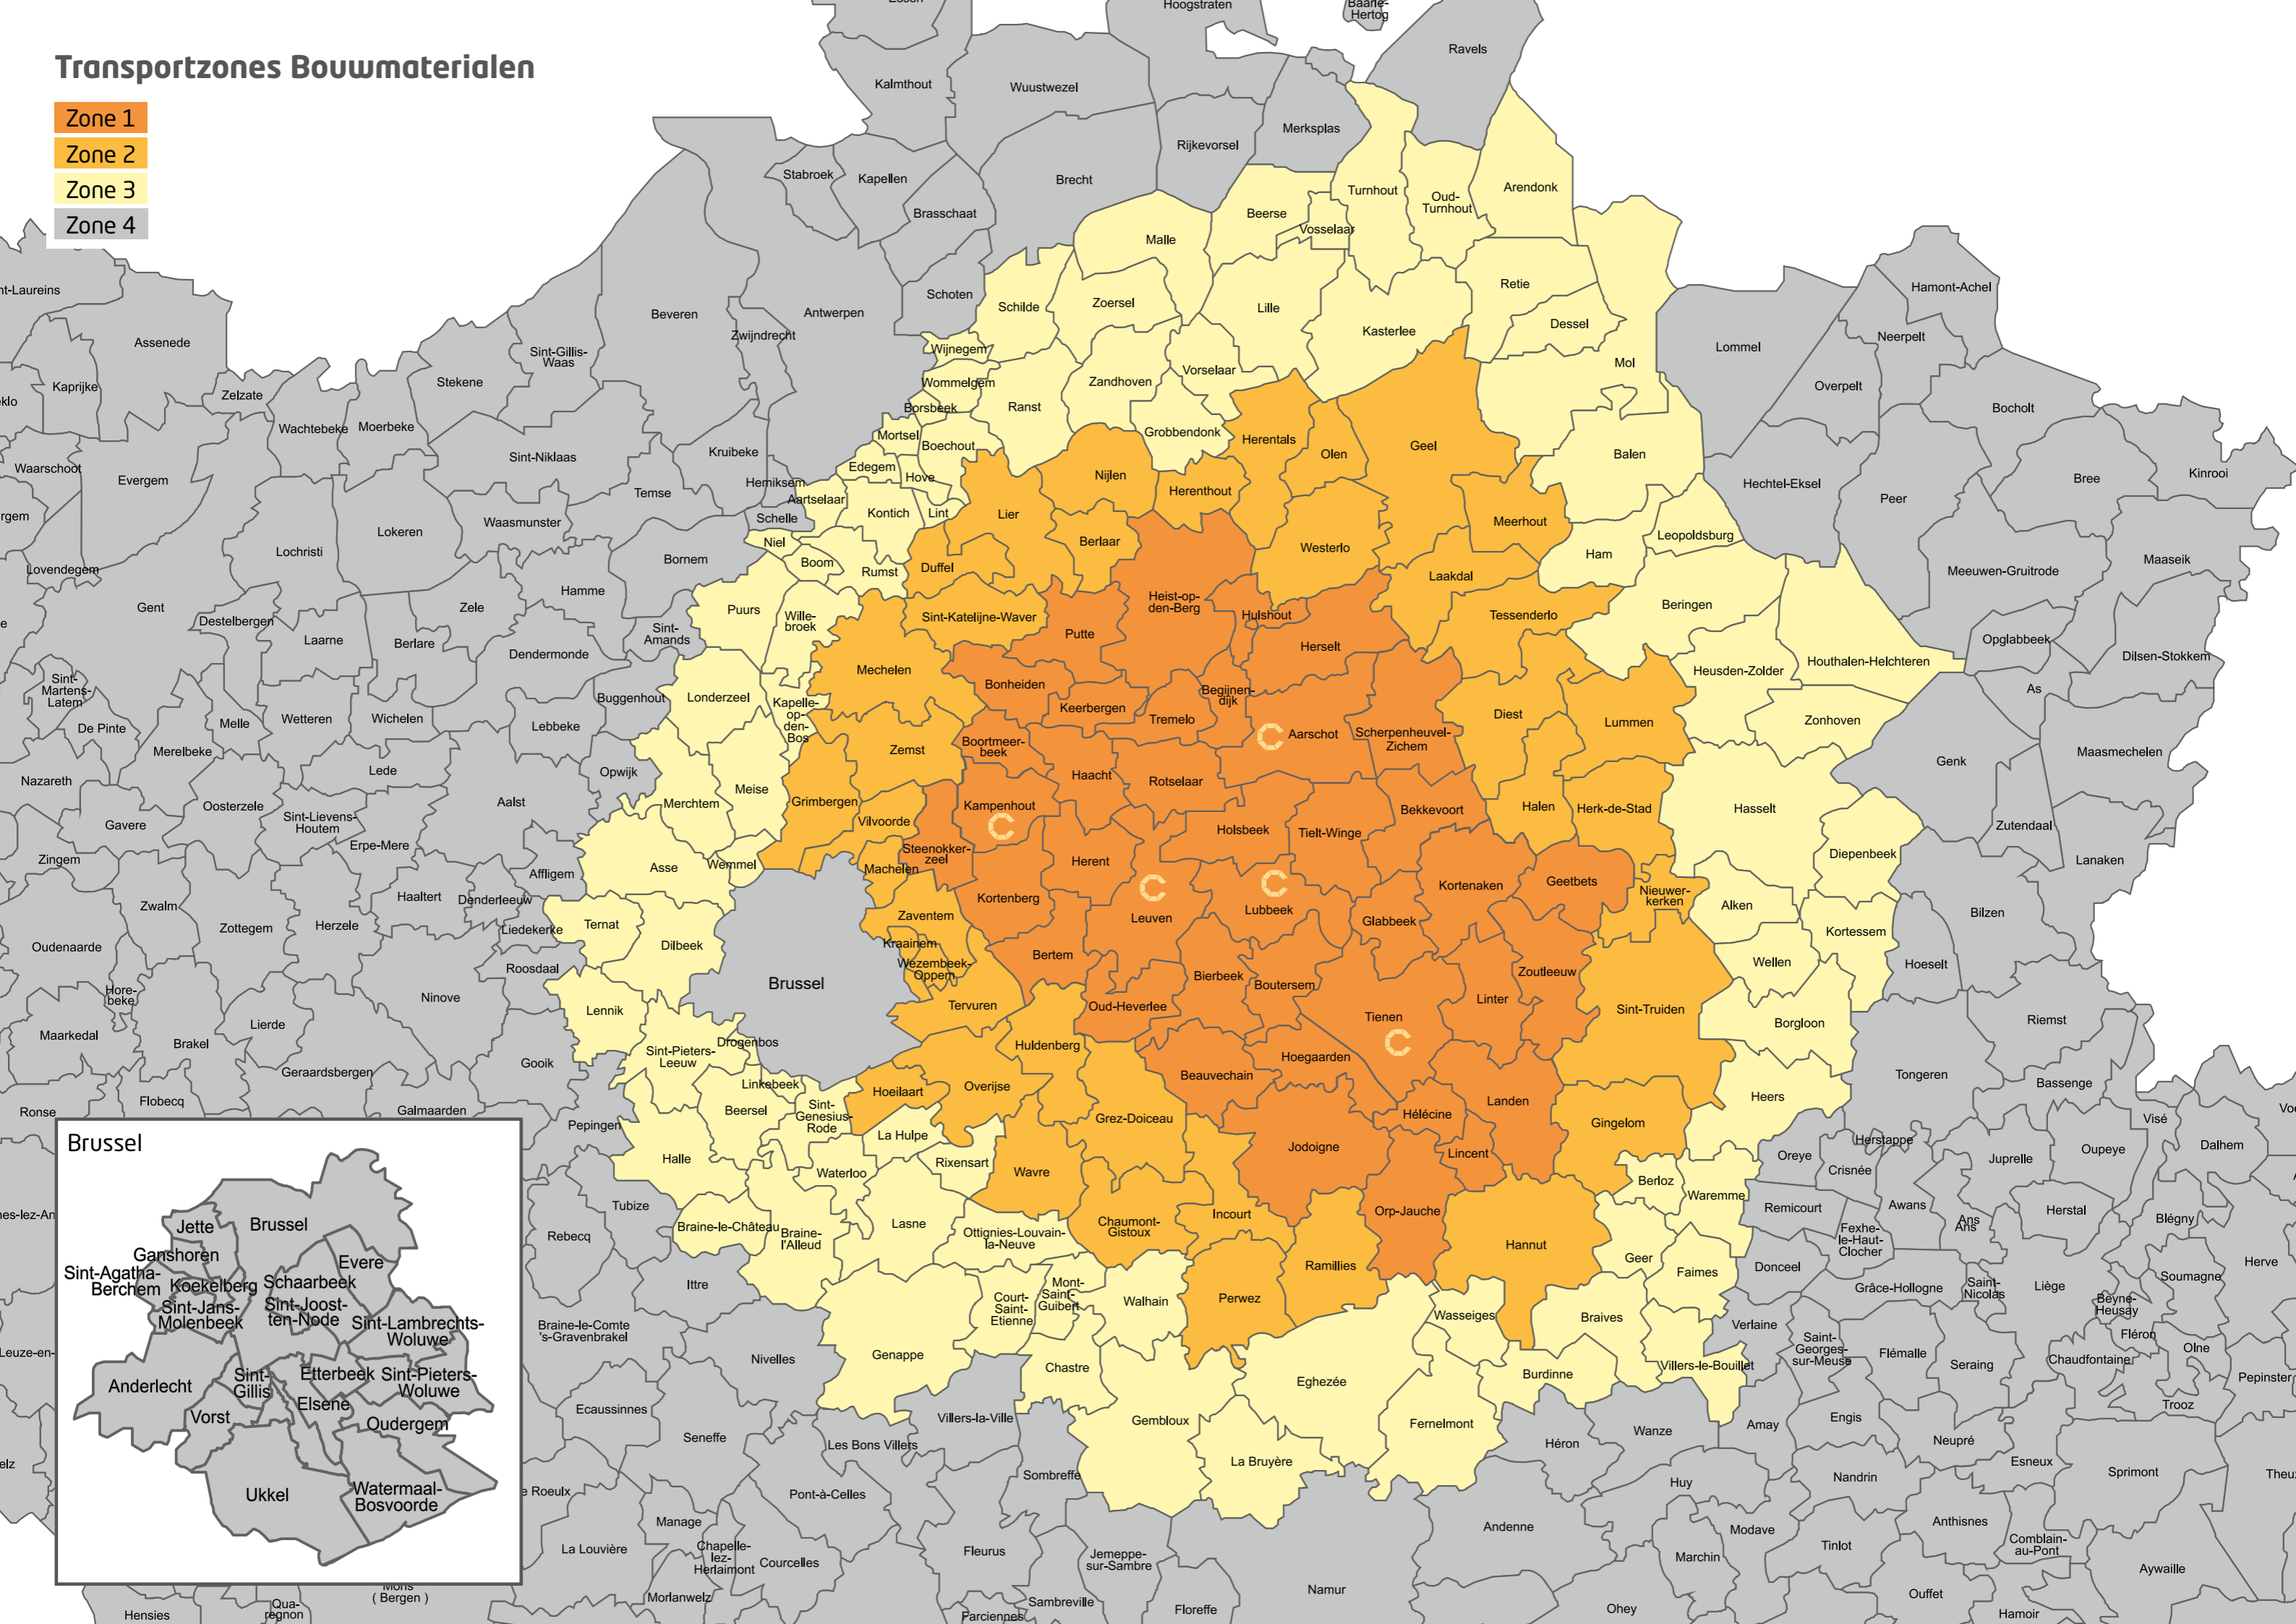 Transportzones Bouwmaterialen
Zone 1
Zone 2
Zone 3
Zone 4
Hoogstraten
Baarle-
Hertog
Ravels
Kalmthout
Wuustwezel
Merksplas
Rijkevorsel
Stabroek
Kapellen
Brecht
Brasschaat
Turnhout
Oud-
Turnhout
Arendonk
Beerse
Vosselaar
Malle
Schoten
Schilde
Zoersel
Lille
Kasterlee
Retie
Dessel
Mol
Lommel
Hamont-Achel
Neerpelt
Overpelt
Bocholt
Assenede
Kaprijke
Zelzate
Stekene
Sint-Gillis-
Waas
Beveren
Zwijndrecht
Antwerpen
Wijnegem
Wommelgem
Borsbeek
Ranst
Zandhoven
Vorselaar
Grobbendonk
Herentals
Olen
Geel
Balen
Hechtel-Eksel
Peer
Bree
Kinrooi
Waarschoot
Evergem
Wachtebeke
Moerbeke
Sint-Niklaas
Kruibeke
Temse
Hemiksem
Schelle
Aartselaar
Mortsel
Boechout
Edegem
Hove
Kontich
Lint
Lier
Nijlen
Herenthout
Westerlo
Meerhout
Ham
Leopoldsburg
Lochristi
Lokeren
Waasmunster
Bornem
Niel
Boom
Rumst
Duffel
Berlaar
Heist-op-
den-Berg
Hulshout
Laakdal
Tessenderlo
Beringen
Meeuwen-Gruitrode
Maaseik
Lovendegem
Gent
Destelbergen
Laarne
Berlare
Zele
Hamme
Sint-
Amands
Puurs
Wille-
broek
Sint-Katelijne-Waver
Putte
Herselt
Heusden-Zolder
Houthalen-Helchteren
Opglabbeek
Dilsen-Stokkem
As
Sint-
Martens-
Latem
De Pinte
Merelbeke
Melle
Wetteren
Wichelen
Dendermonde
Buggenhout
Lebbeke
Londerzeel
Kapelle-
op-
den-
Bos
Mechelen
Bonheiden
Keerbergen
Tremelo
Begijnen-
dijk
Aarschot
Scherpenheuvel-
Zichem
Diest
Lummen
Zonhoven
Genk
Maasmechelen
Nazareth
Gavere
Oosterzele
Lede
Aalst
Opwijk
Merchtem
Meise
Grimbergen
Zemst
Boortmeer-
beek
Haacht
Rotselaar
Vilvoorde
Kampenhout
Holsbeek
Tielt-Winge
Bekkevoort
Halen
Herk-de-Stad
Hasselt
Zutendaal
Lanaken
Diepenbeek
Zingem
Sint-Lievens-
Houtem
Erpe-Mere
Affligem
Asse
Wemmel
Machelen
Steenokker-
zeel
Herent
Kortenberg
Leuven
Lubbeek
Glabbeek
Kortenaken
Geetbets
Nieuwer-
kerken
Alken
Kortessem
Bilzen
Oudenaarde
Zwalm
Zottegem
Herzele
Haaltert
Denderleeuw
Liedekerke
Ternat
Dilbeek
Roosdaal
Ninove
Brussel
Zaventem
Kraainem
Wezembeek-
Oppem
Tervuren
Bertem
Oud-Heverlee
Bierbeek
Boutersem
Tienen
Linter
Zoutleeuw
Sint-Truiden
Wellen
Borgloon
Hoeselt
Riemst
Hore-
beke
Maarkedal
Brakel
Lierde
Geraardsbergen
Gooik
Lennik
Sint-Pieters-
Leeuw
Drogenbos
Linkebeek
Beersel
Sint-
Genesius-
Rode
Hoeilaart
Overijse
Huldenberg
Grez-Doiceau
Beauvechain
Hoegaarden
Hélécine
Landen
Gingelom
Heers
Tongeren
Bassenge
Visé
Dalhem
Ronse
Flobecq
Galmaarden
Pepingen
Halle
La Hulpe
Rixensart
Waterloo
Wavre
Jodoigne
Lincent
Berloz
Waremme
Oreye
Herstappe
Crisnée
Juprelle
Oupeye
Tubize
Rebecq
Braine-le-Château
Braine-
l'Alleud
Lasne
Ottignies-Louvain-
la-Neuve
Chaumont-
Gistoux
Incourt
Orp-Jauche
Ramillies
Perwez
Hannut
Geer
Faimes
Remicourt
Donceel
Fexhe-
le-Haut-
Clocher
Awans
Ans
Ans
Herstal
Blégny
Herve
Soumagne
Liège
Grâce-Hollogne
Saint-
Nicolas
Beyne-
Heusay
Fléron
Olne
Ittre
Braine-le-Comte
's-Gravenbrakel
Nivelles
Genappe
Court-
Saint-
Etienne
Mont-
Saint-
Guibert
Walhain
Chastre
Gembloux
Eghezée
Wasseiges
Braives
Burdinne
Villers-le-Bouillet
Verlaine
Saint-
Georges-
sur-Meuse
Flémalle
Seraing
Chaudfontaine
Pepinster
Trooz
Ecaussinnes
Seneffe
Les Bons Villers
Villers-la-Ville
Sombreffe
La Bruyère
Fernelmont
Héron
Wanze
Amay
Engis
Neupré
Esneux
Sprimont
Huy
Nandrin
Pont-à-Celles
Manage
La Louvière
Chapelle-
lez-
Herlaimont
Courcelles
Morlanwelz
Fleurus
Jemeppe-
sur-Sambre
Sambreville
Farciennes
Floreffe
Namur
Andenne
Ohey
Marchin
Modave
Tinlot
Anthisnes
Comblain-
au-Pont
Ouffet
Hamoir
Aywaille
Hensies
Qua-
regnon
( Bergen )
Brussel
Jette
Brussel
Ganshoren
Evere
Sint-Agatha-
Berchem
Koekelberg
Schaarbeek
Sint-Jans-
Molenbeek
Sint-Joost-
ten-Node
Sint-Lambrechts-
Woluwe
Anderlecht
Sint-
Gillis
Etterbeek
Sint-Pieters-
Woluwe
Elsene
Vorst
Oudergem
Ukkel
Watermaal-
Bosvoorde